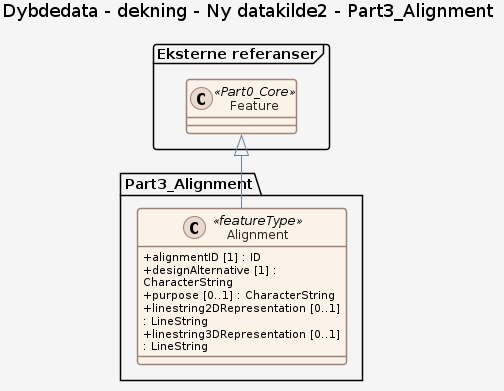 Dybdedata - dekning - Ny datakilde2 - Part3_Alignment
Eksterne referanser
C
«Part0_Core»
Feature
Part3_Alignment
C
«featureType»
Alignment
+alignmentID [1] : ID
+designAlternative [1] :
CharacterString
+purpose [0..1] : CharacterString
+linestring2DRepresentation [0..1]
: LineString
+linestring3DRepresentation [0..1]
: LineString